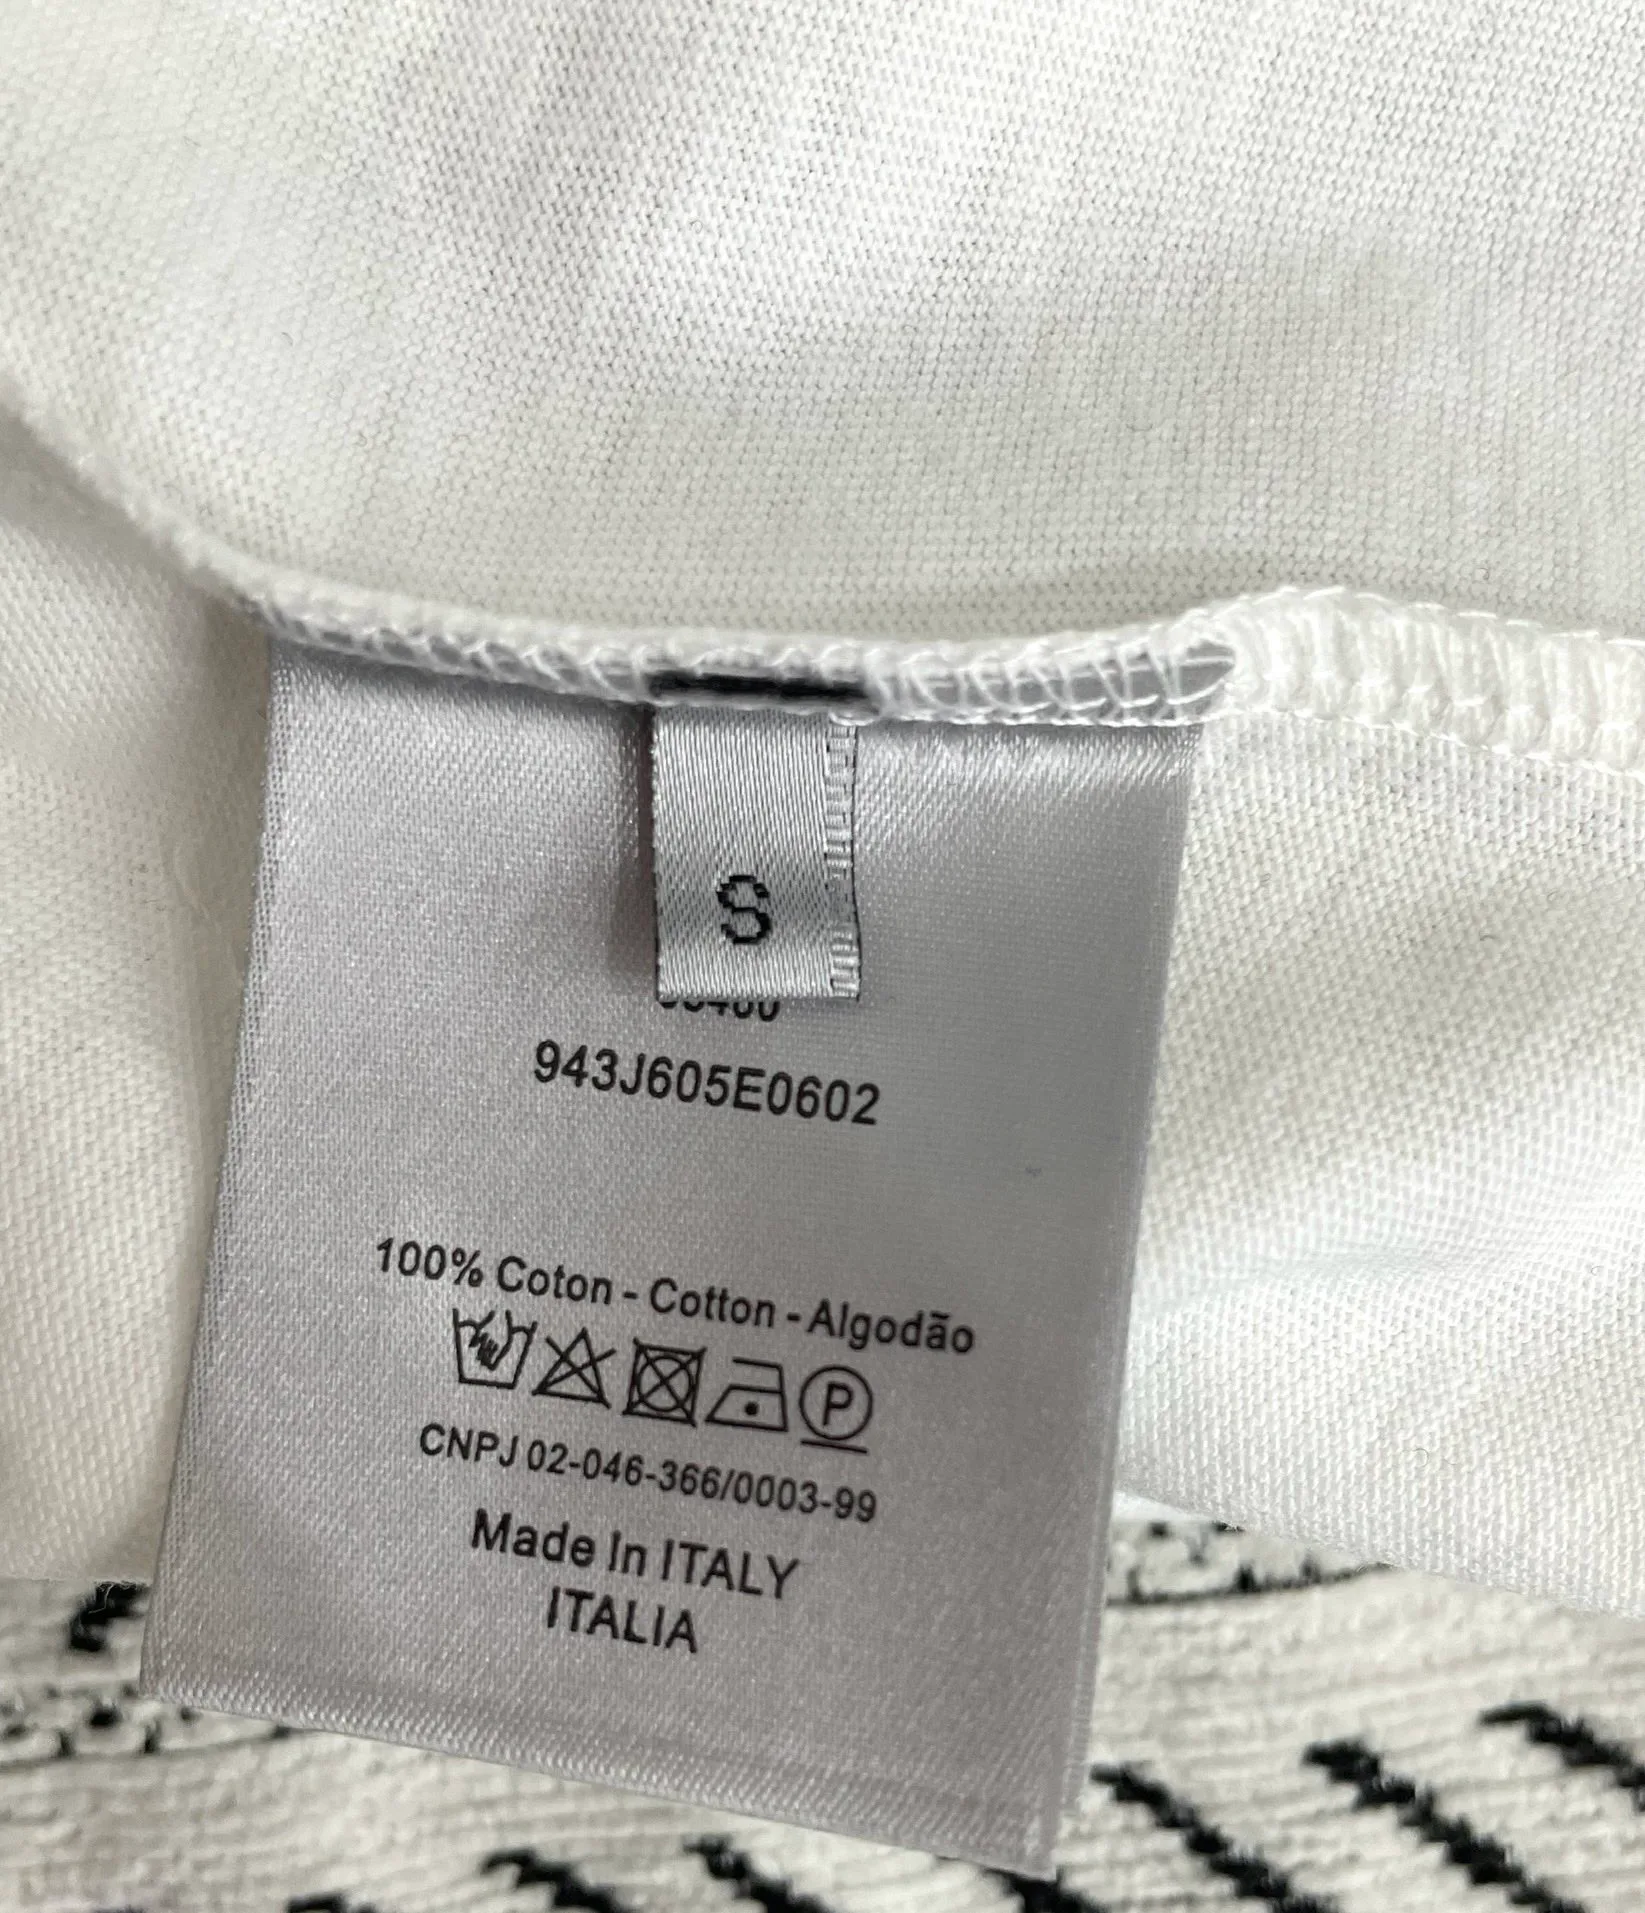 S
943J605E0602
100% Coton - Cotton - Algodão
P
CNPJ 02-046-366/0003-99
Made In ITALY
ITALIA